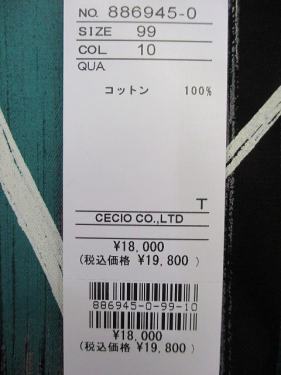 NO. 886945-0
SIZE 99
COL 10
QUA
コットン 100%
T
CECIO CO.,LTD
¥18,000
(税込価格 ¥19,800 )
886945-0-99-10
¥18,000
(税込価格 ¥19,800 )